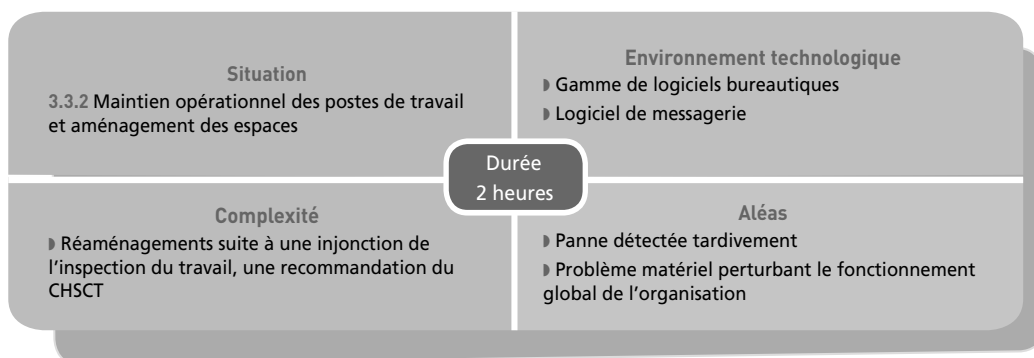 Situation
3.3.2 Maintien opérationnel des postes de travail
et aménagement des espaces
Environnement technologique
◗ Gamme de logiciels bureautiques
◗ Logiciel de messagerie
Durée
2 heures
Complexité
◗ Réaménagements suite à une injonction de
l'inspection du travail, une recommandation du
CHSCT
Aléas
◗ Panne détectée tardivement
◗ Problème matériel perturbant le fonctionnement
global de l'organisation